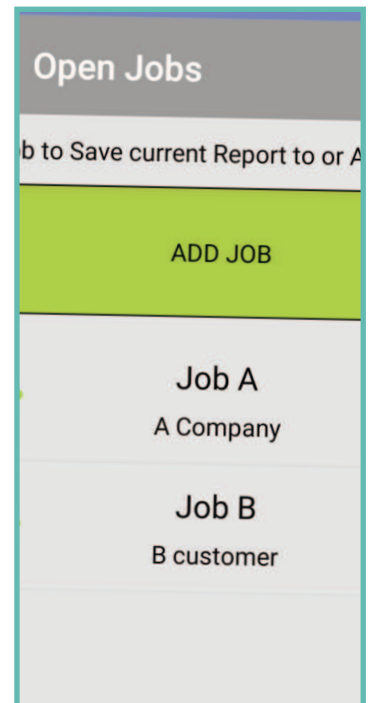 Open Jobs
to Save current Report to or
ADD JOB
Job A
A Company
Job B
B customer